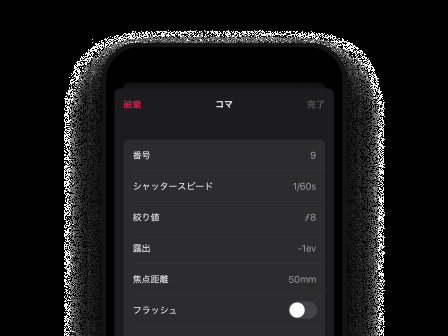 破棄 コマ 完了
番号 9
シャッタースピード 1/60s
絞り値 ƒ8
露出 -1ev
焦点距離 50mm
フラッシュ